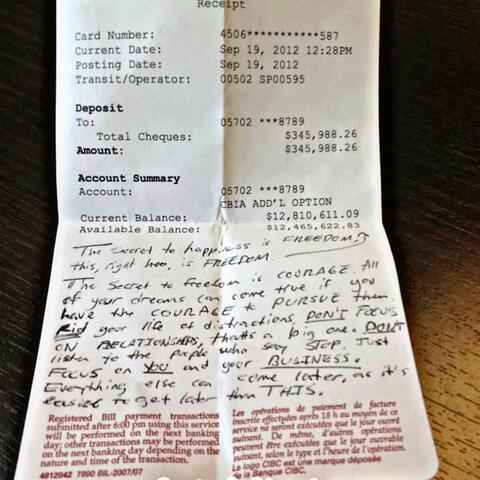 Receipt
Card Number: 4506***********587
Current Date: Sep 19, 2012 12:28PM
Posting Date: Sep 19, 2012
Transit/Operator: 00502 SP00595
Deposit
To: 05702 ***8789
Total Cheques: $345,988.26
Amount: $345,988.26
Account Summary
Account: 05702 ***8789
CBIA ADD'L OPTION
Current Balance: $12,810,611.09
Available Balance: $12,465,622.83
The secret to happiness is FREEDOM,
this, right here, is FREEDOM.
The secret to freedom is COURAGE. All
of your dreams can come true if you
have the COURAGE to PURSUE them.
Rid your life of distractions, DON'T FOCUS
ON RELATIONSHIPS, thats a big one. DON'T
listen to the people who say STOP. Just
FOCUS on YOU and your BUSINESS.
Everything else can come later, as it's
easier to get later than THIS.
Registered Bill payment transactions
submitted after 6:00 pm using this service
will be performed on the next banking
day; other transactions may be performed
on the next banking day depending on the
nature and time of the transaction.
4812042 7890 BIL-2007/07
Les opérations de paiement de facture
inscrite effectuées après 18 h au moyen de ce
service ne seront exécutées que le jour ouvré
suivant. De même, d'autres opérations
peuvent être exécutées que le jour ouvrable
suivant, selon le type et l'heure de l'opération.
Le logo CIBC est une marque déposée
de la Banque CIBC.